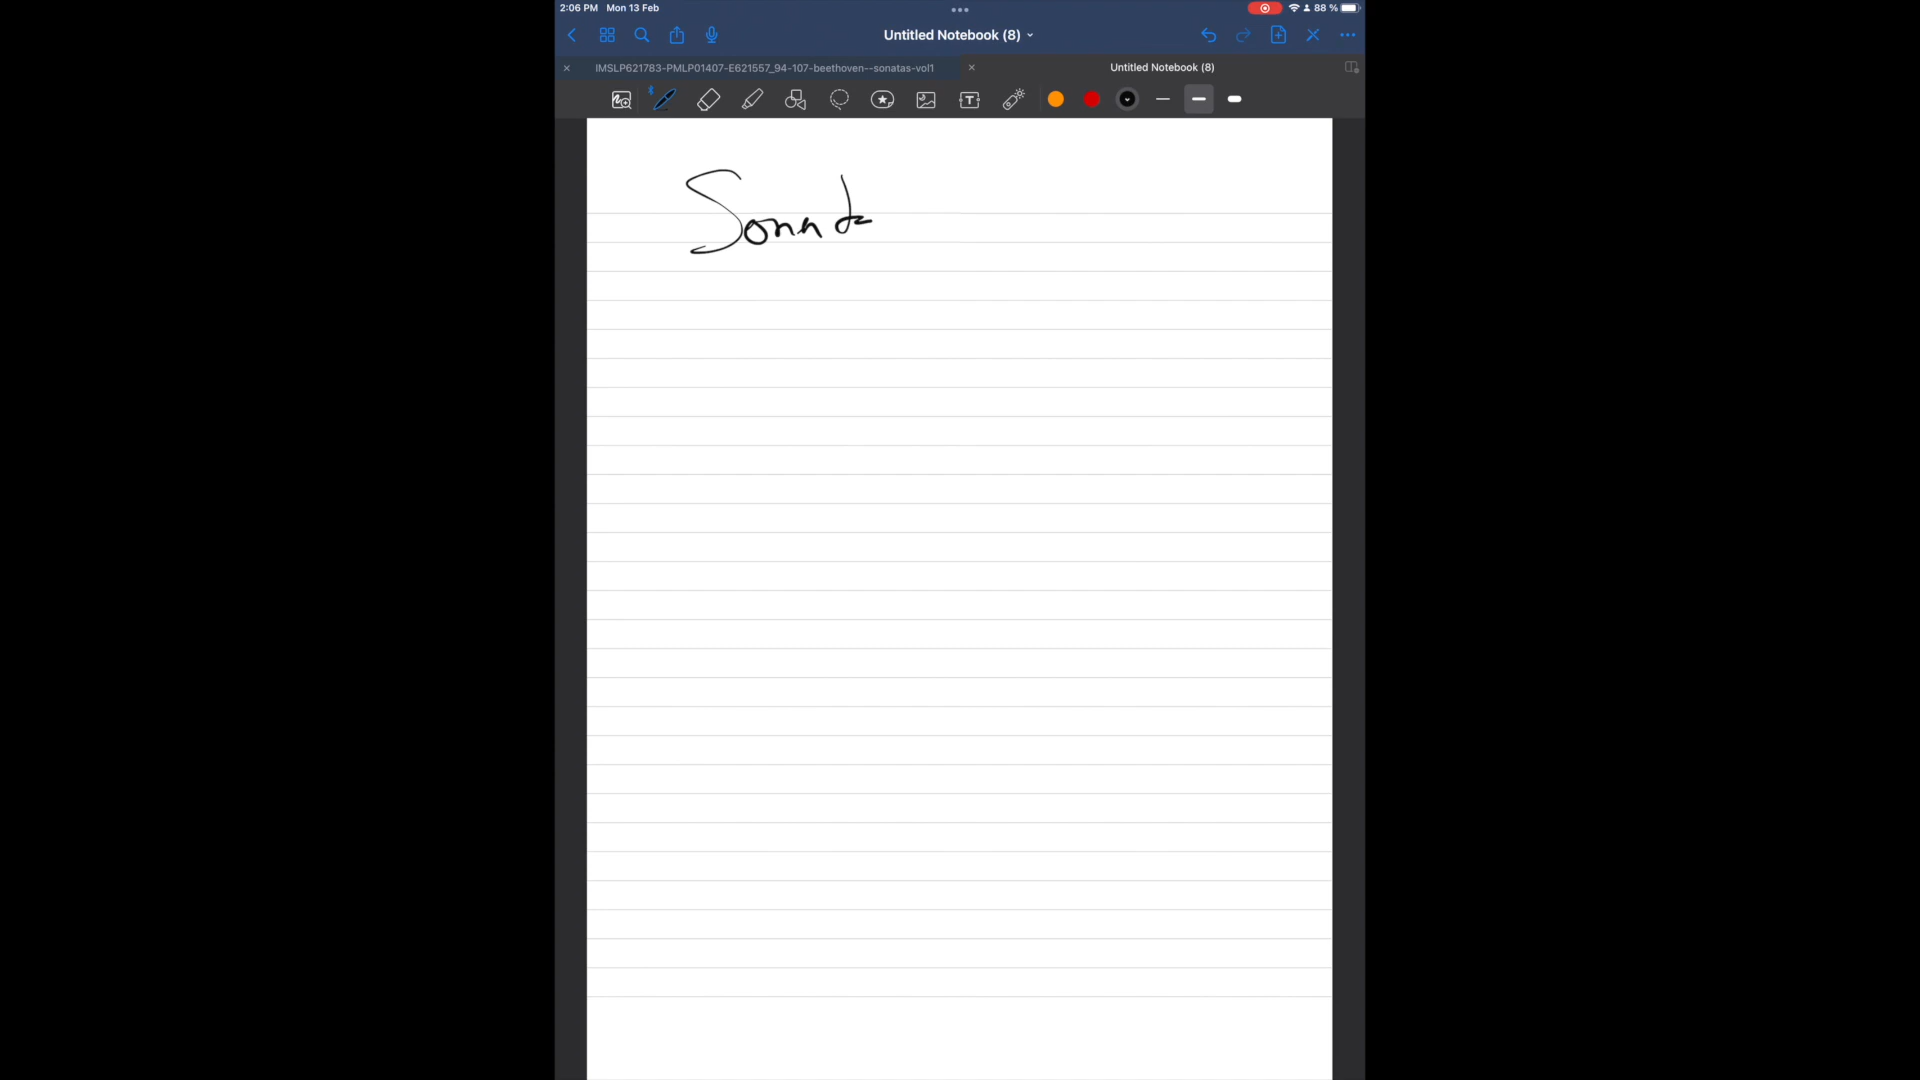 2:06 PM Mon 13 Feb 88 %
Untitled Notebook (8)
IMSLP621783-PMLP01407-E621557_94-107-beethoven--sonatas-vol1 Untitled Notebook (8)
Sonata